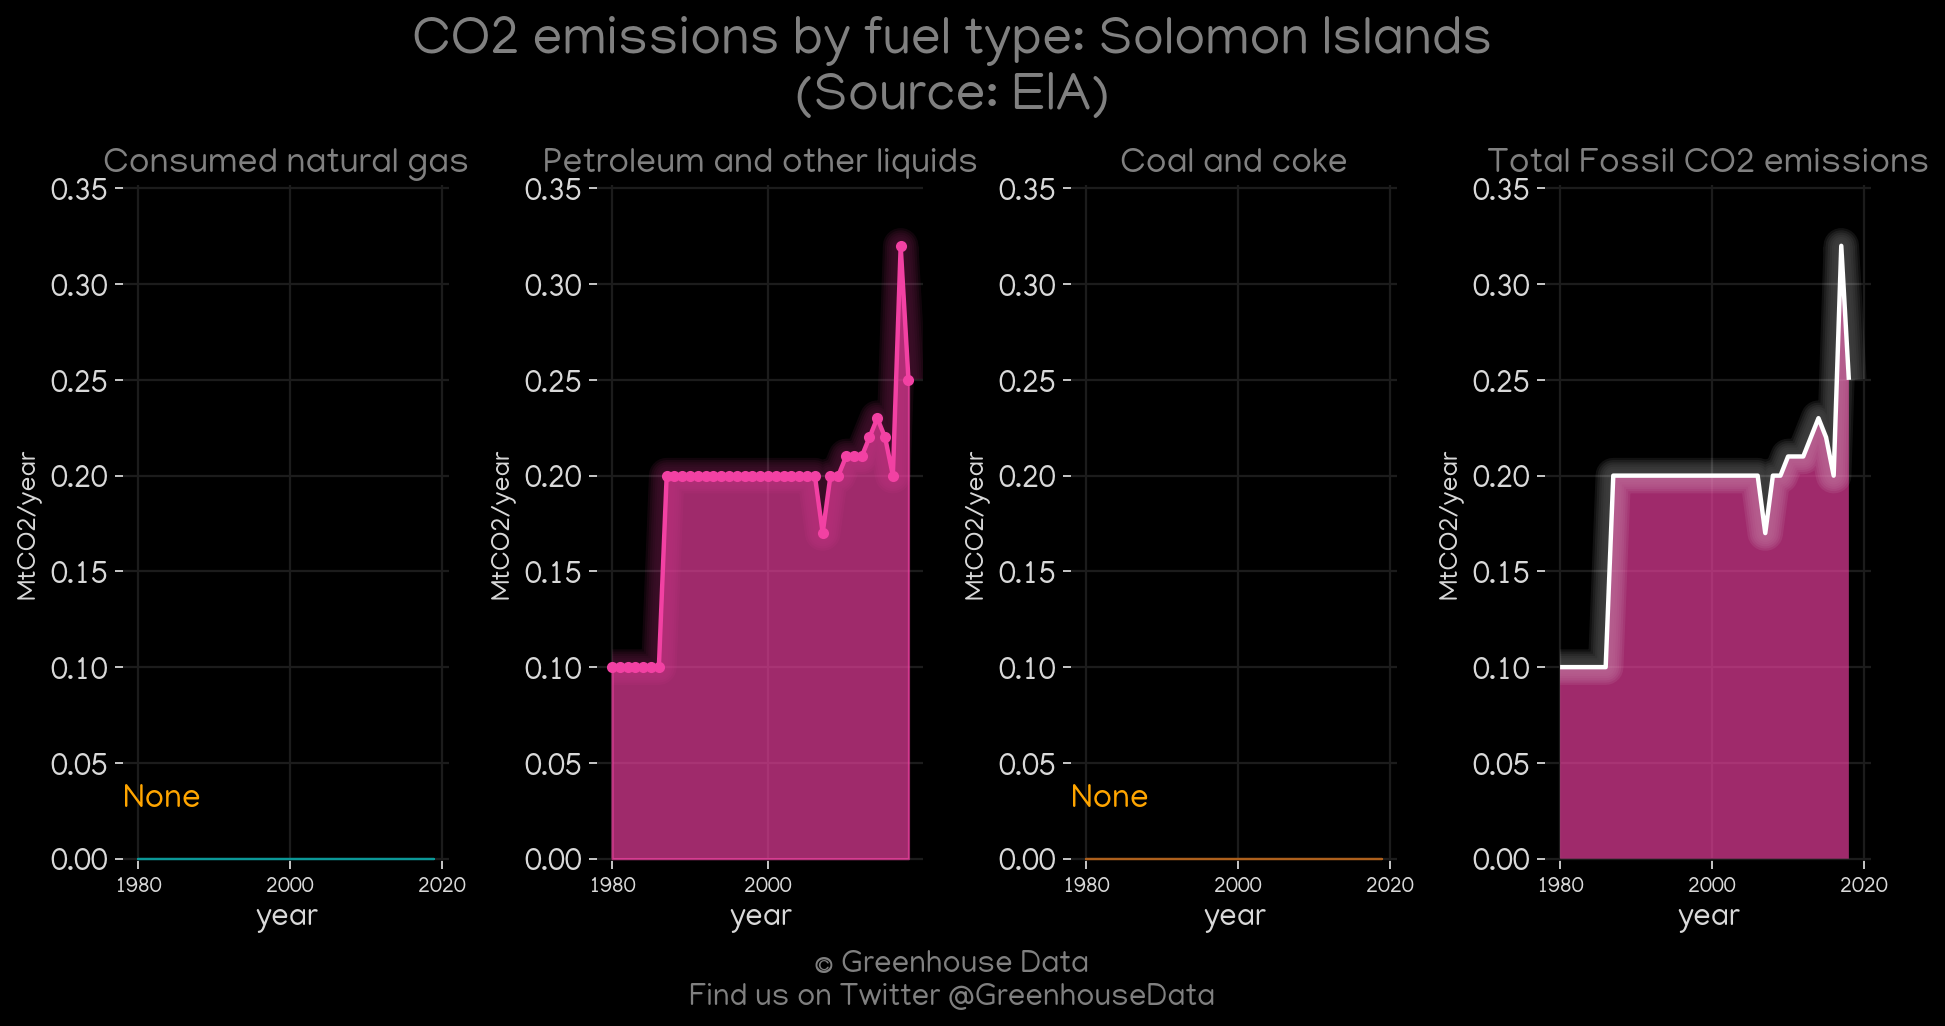 CO2 emissions by fuel type: Solomon Islands
(Source: EIA)
Consumed natural gas
0.35
0.30
0.25
0.20
0.15
0.10
0.05
0.00
MtCO2/year
None
1980 2000 2020
year
Petroleum and other liquids
0.35
0.30
0.25
0.20
0.15
0.10
0.05
0.00
MtCO2/year
1980 2000
year
Coal and coke
0.35
0.30
0.25
0.20
0.15
0.10
0.05
0.00
MtCO2/year
None
1980 2000 2020
year
Total Fossil CO2 emissions
0.35
0.30
0.25
0.20
0.15
0.10
0.05
0.00
MtCO2/year
1980 2000 2020
year
© Greenhouse Data
Find us on Twitter @GreenhouseData